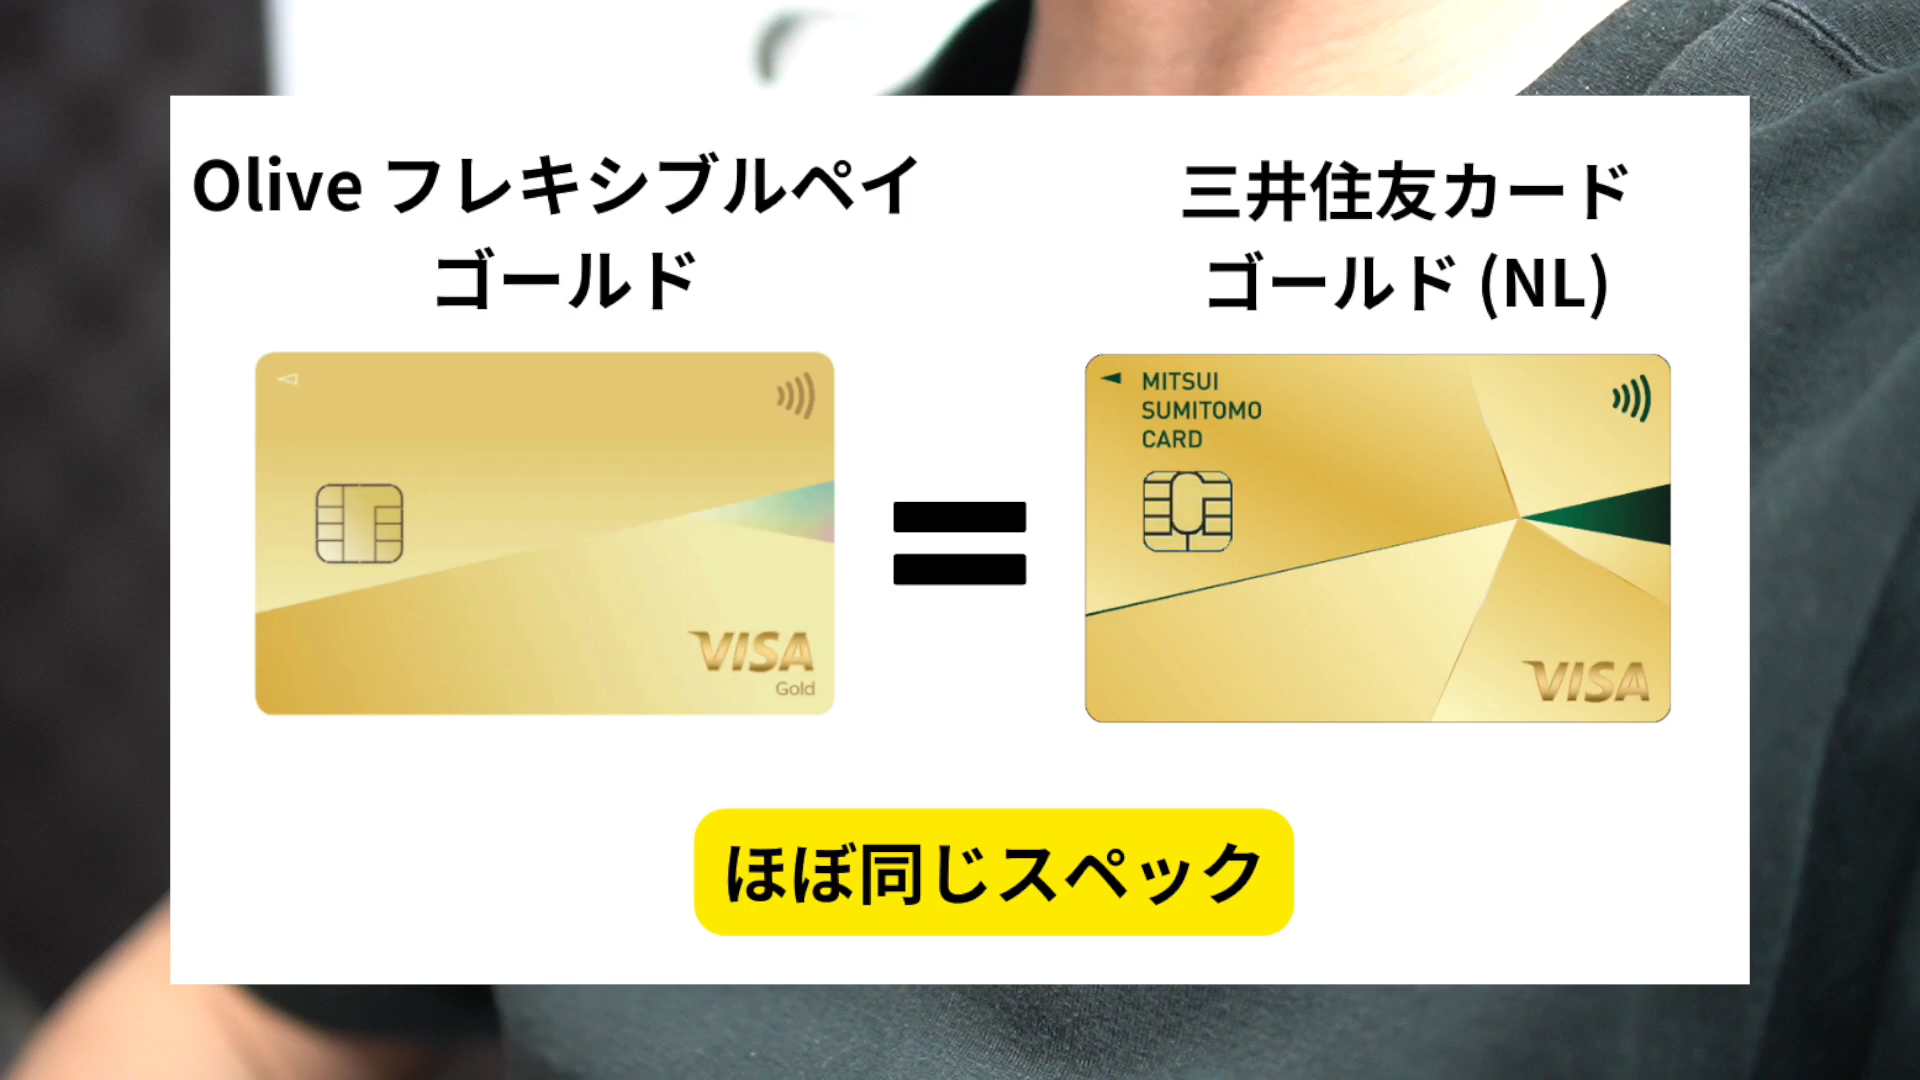 Olive フレキシブルペイ
ゴールド
三井住友カード
ゴールド (NL)
VISA
Gold
MITSUI
SUMITOMO
CARD
VISA
ほぼ同じスペック